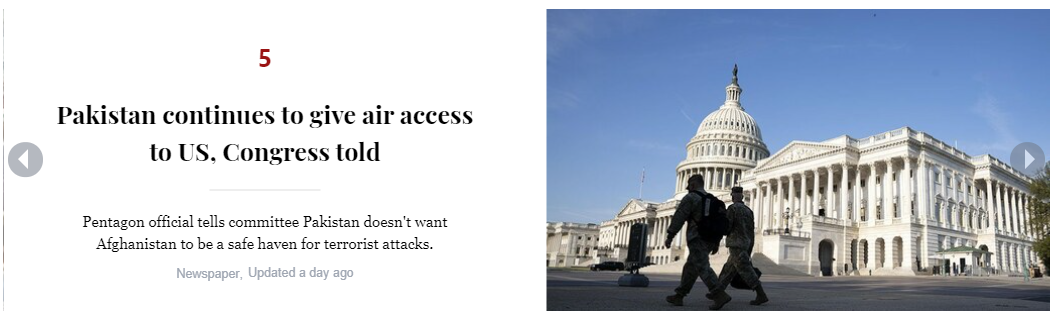 5
Pakistan continues to give air access
to US, Congress told
Pentagon official tells committee Pakistan doesn't want
Afghanistan to be a safe haven for terrorist attacks.
Newspaper, Updated a day ago